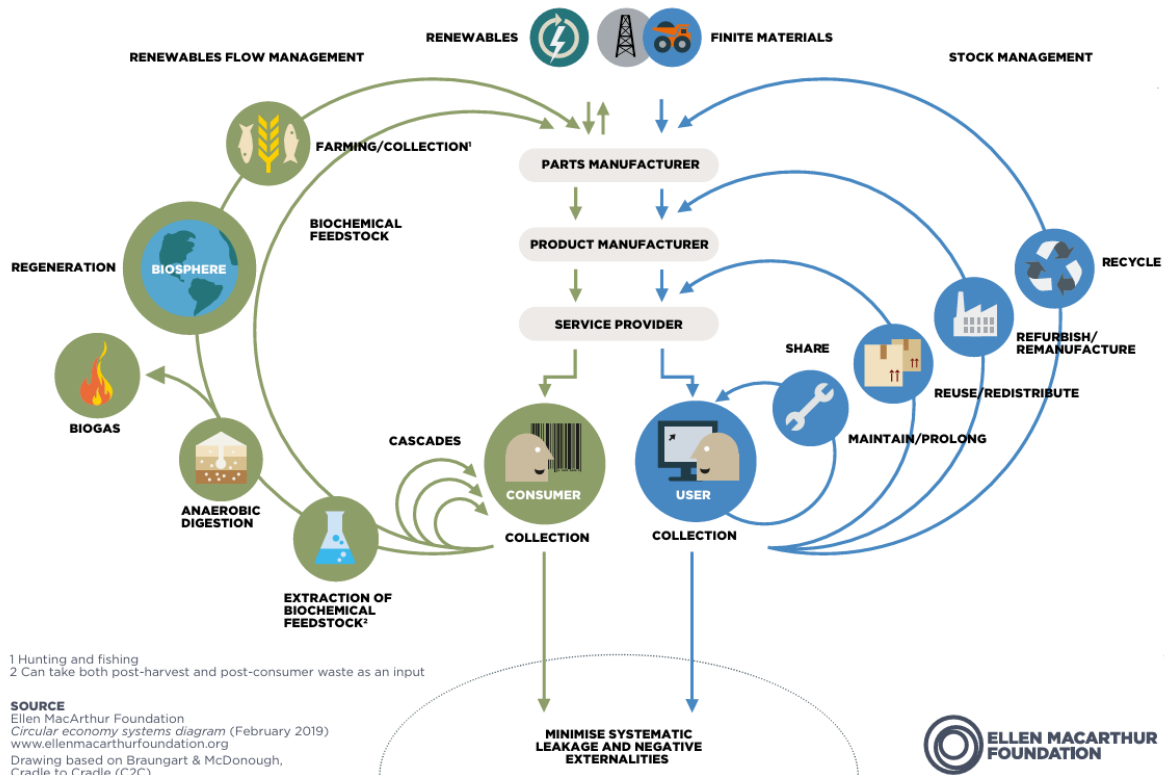 RENEWABLES
FINITE MATERIALS
RENEWABLES FLOW MANAGEMENT
STOCK MANAGEMENT
FARMING/COLLECTION¹
PARTS MANUFACTURER
BIOCHEMICAL
FEEDSTOCK
PRODUCT MANUFACTURER
REGENERATION
BIOSPHERE
RECYCLE
SERVICE PROVIDER
SHARE
REFURBISH/
REMANUFACTURE
REUSE/REDISTRIBUTE
BIOGAS
CASCADES
MAINTAIN/PROLONG
CONSUMER
USER
ANAEROBIC
DIGESTION
COLLECTION
COLLECTION
EXTRACTION OF
BIOCHEMICAL
FEEDSTOCK²
1 Hunting and fishing
2 Can take both post-harvest and post-consumer waste as an input
SOURCE
Ellen MacArthur Foundation
Circular economy systems diagram (February 2019)
www.ellenmacarthurfoundation.org
Drawing based on Braungart & McDonough,
Cradle to Cradle (C2C)
MINIMISE SYSTEMATIC
LEAKAGE AND NEGATIVE
EXTERNALITIES
ELLEN MACARTHUR
FOUNDATION